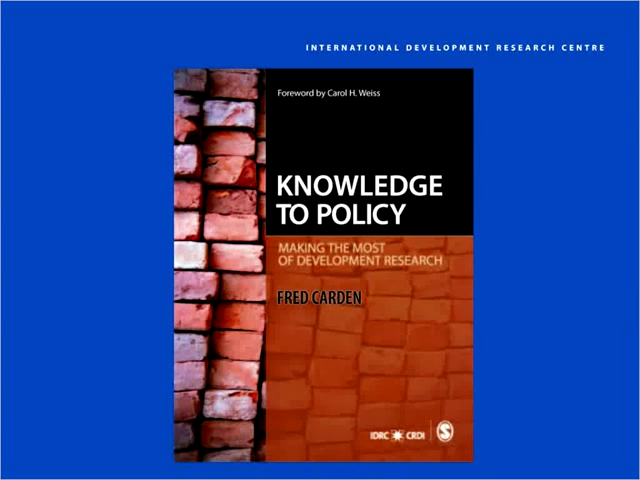 INTERNATIONAL DEVELOPMENT RESEARCH CENTRE
Foreword by Carol H. Weiss
KNOWLEDGE
TO POLICY
MAKING THE MOST
OF DEVELOPMENT RESEARCH
FRED CARDEN
IDRC CRDI S